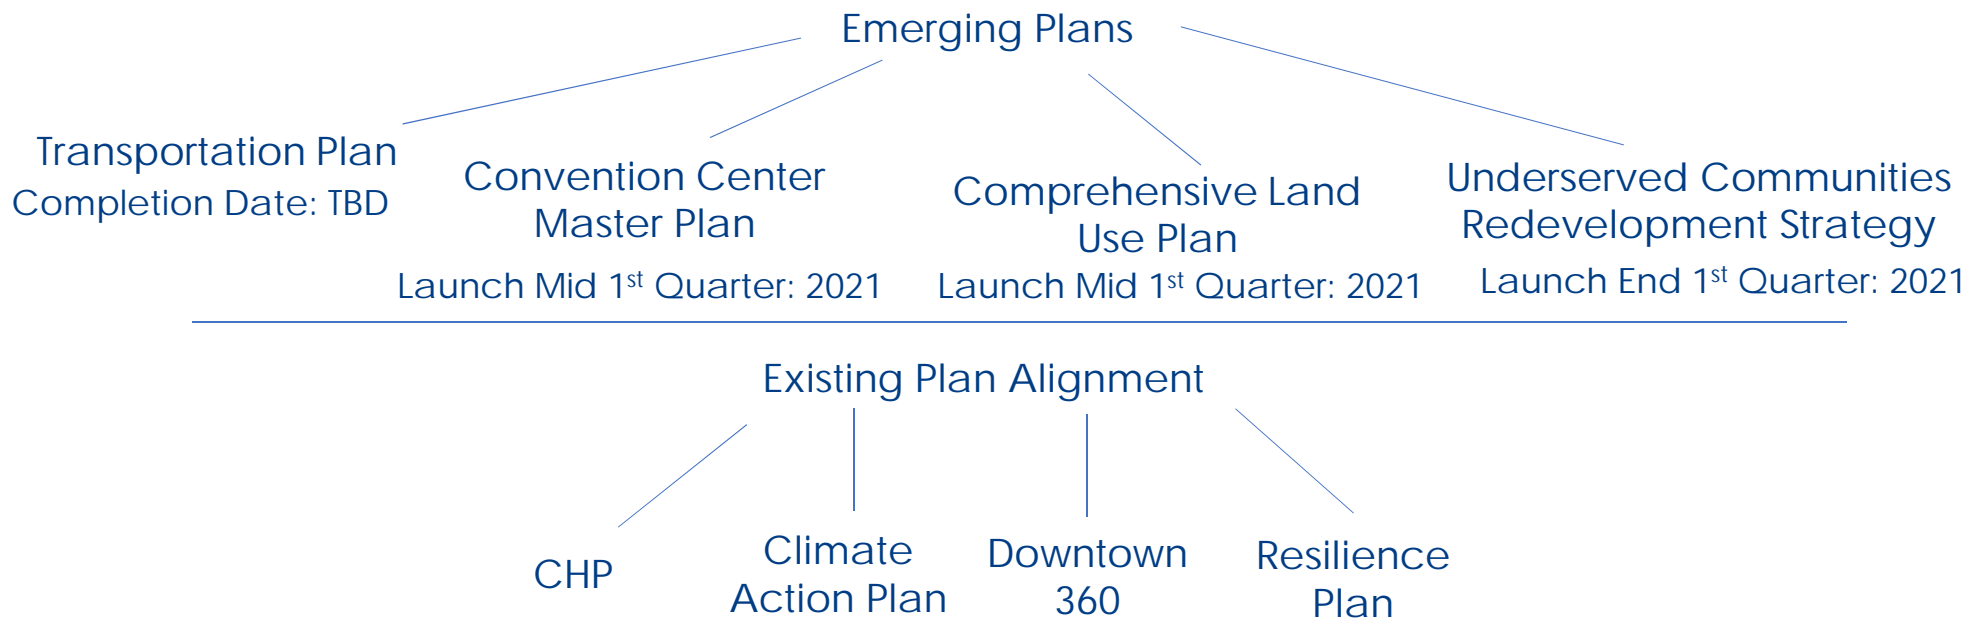 Emerging Plans
Transportation Plan
Completion Date: TBD
Convention Center
Master Plan
Launch Mid 1st Quarter: 2021
Comprehensive Land
Use Plan
Launch Mid 1st Quarter: 2021
Underserved Communities
Redevelopment Strategy
Launch End 1st Quarter: 2021
Existing Plan Alignment
CHP
Climate
Action Plan
Downtown
360
Resilience
Plan